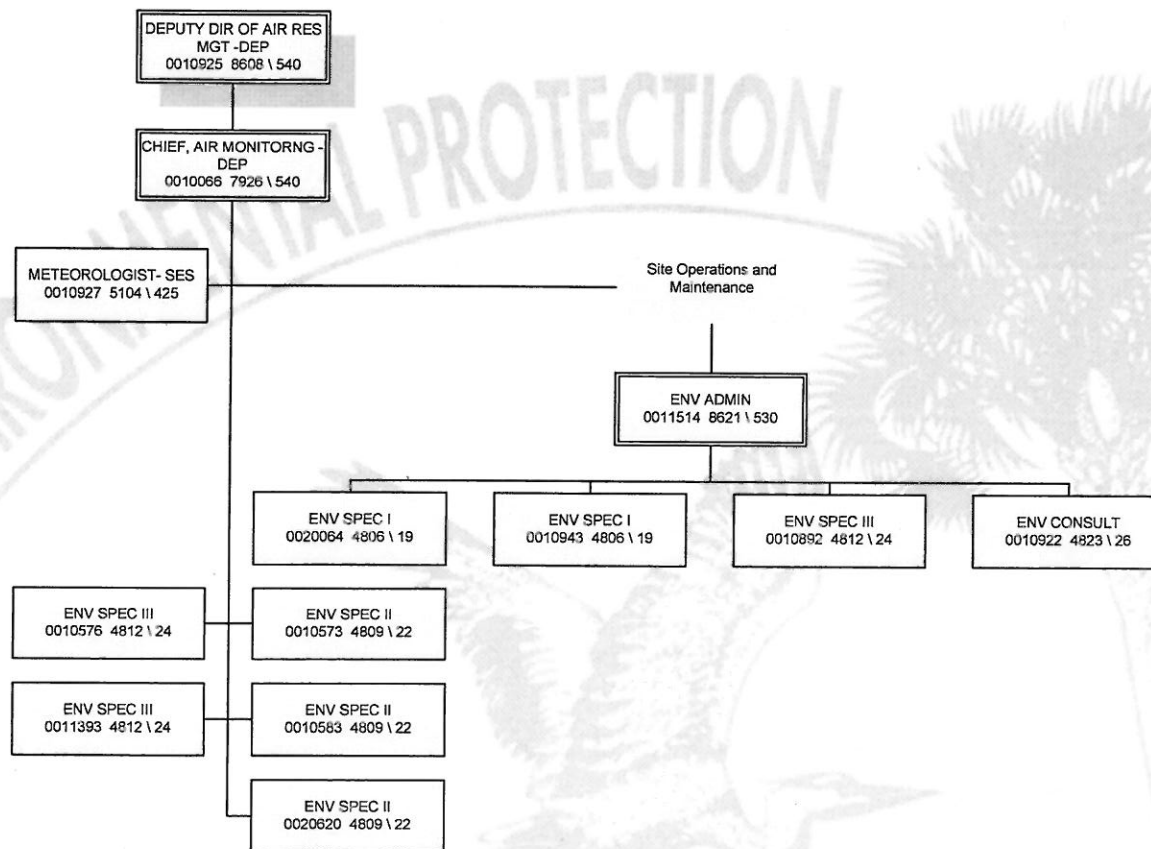 DEPUTY DIR OF AIR RES
MGT -DEP
0010925 8608 \ 540
CHIEF, AIR MONITORNG -
DEP
0010066 7926 \ 540
PROTECTION
METEOROLOGIST- SES
0010927 5104 \ 425
Site Operations and
Maintenance
ENV ADMIN
0011514 8621 \ 530
ENV SPEC I
0020064 4806 \ 19
ENV SPEC I
0010943 4806 \ 19
ENV SPEC III
0010892 4812 \ 24
ENV CONSULT
0010922 4823 \ 26
ENV SPEC III
0010576 4812 \ 24
ENV SPEC II
0010573 4809 \ 22
ENV SPEC III
0011393 4812 \ 24
ENV SPEC II
0010583 4809 \ 22
ENV SPEC II
0020620 4809 \ 22